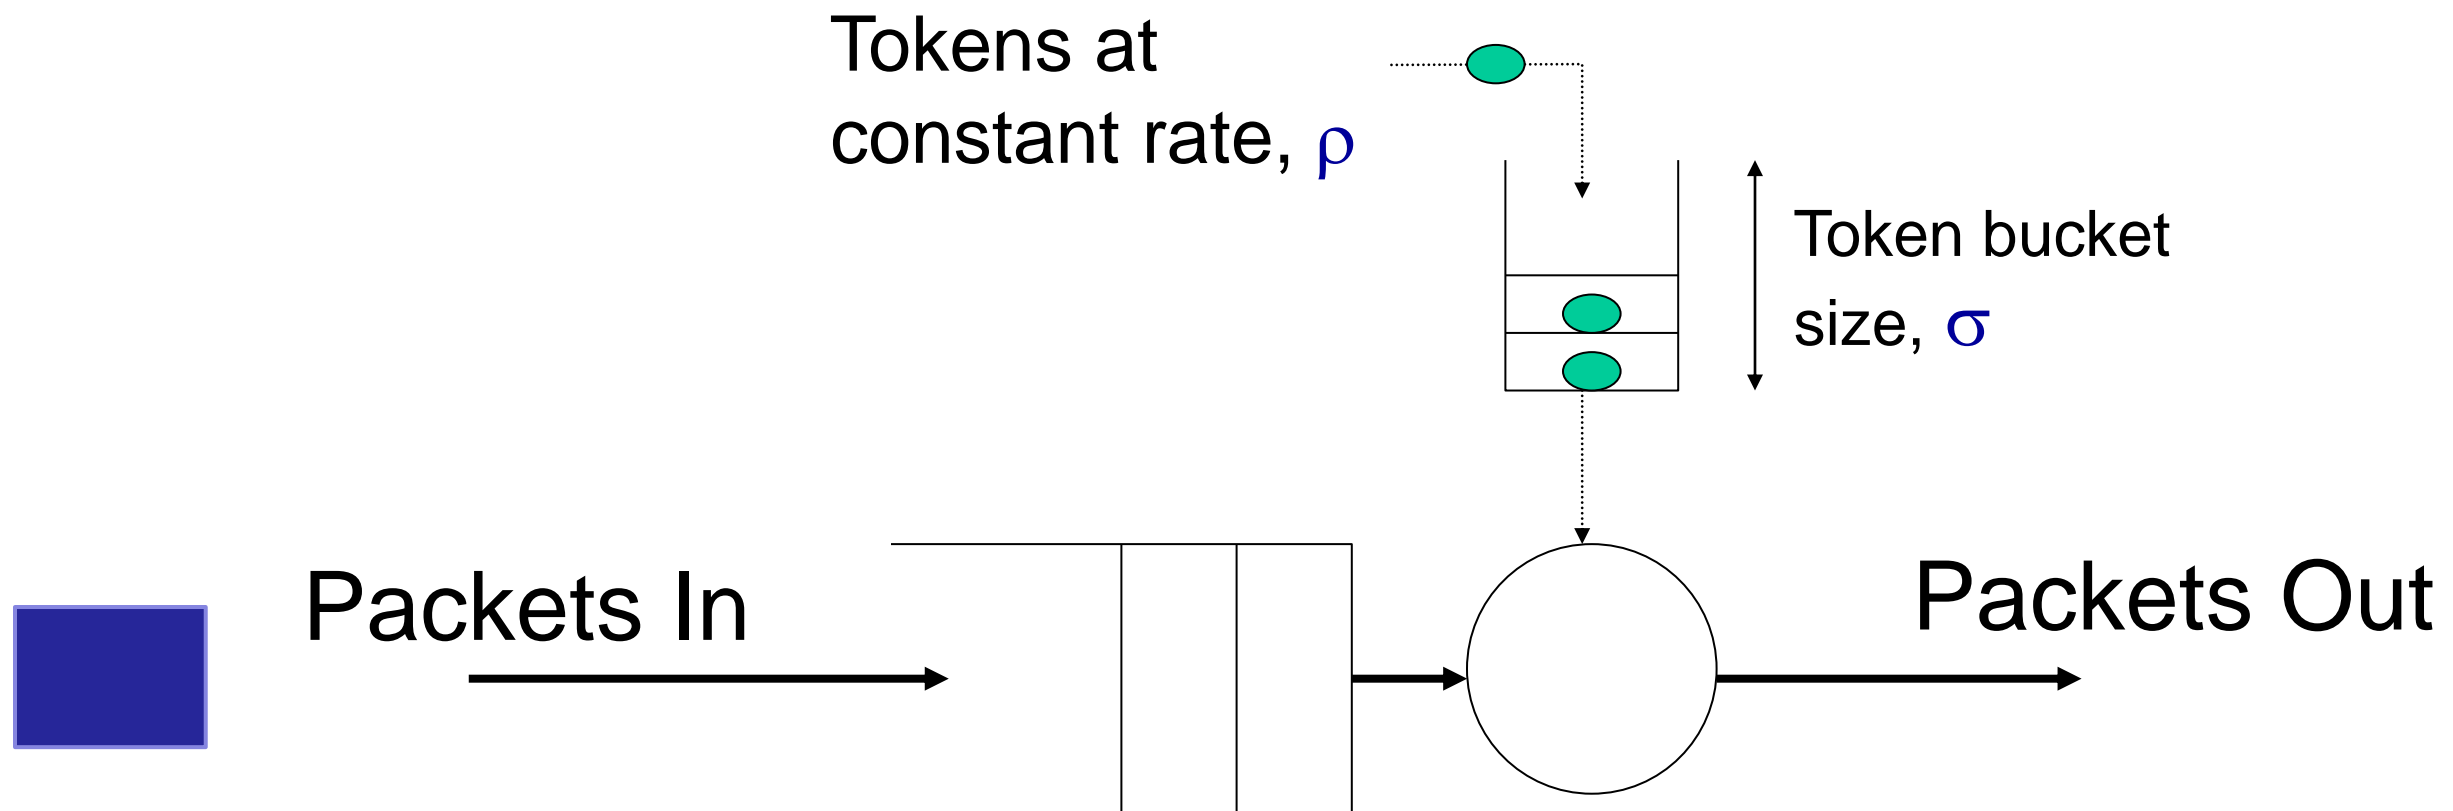 Tokens at
constant rate, ρ
Token bucket
size, σ
Packets In
Packets Out